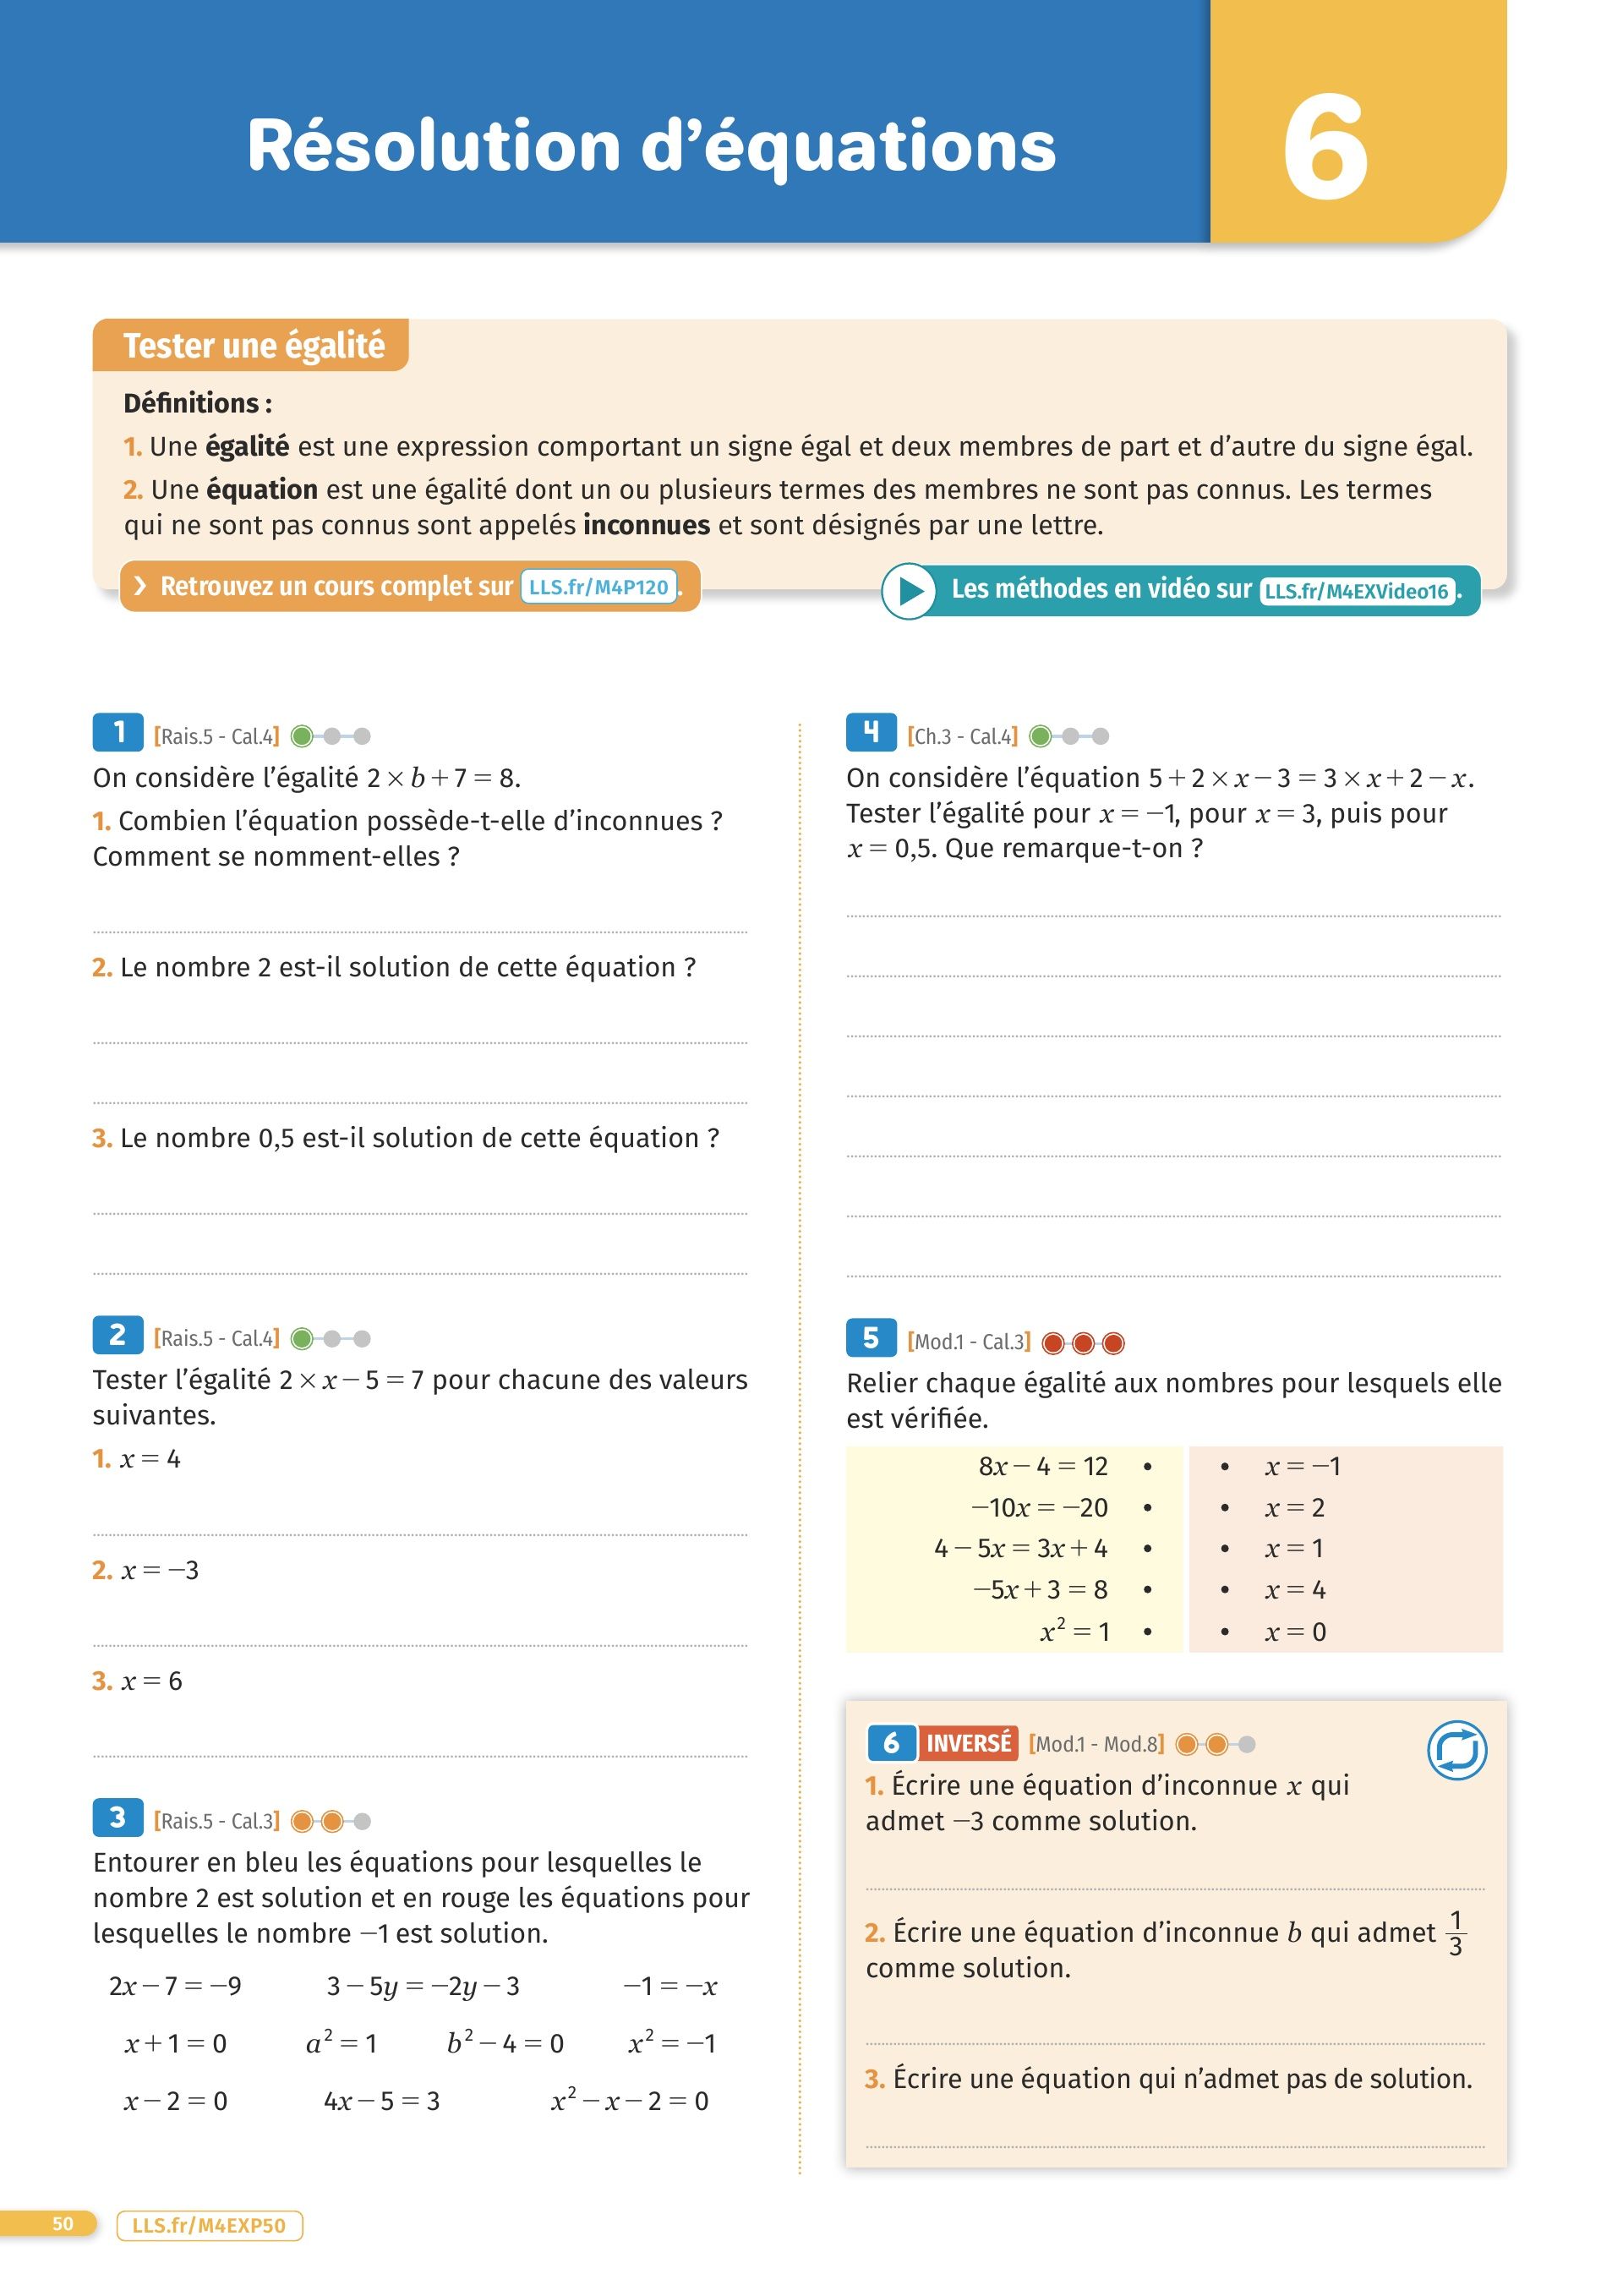 Résolution d'équations
6
Tester une égalité
Définitions :
1. Une égalité est une expression comportant un signe égal et deux membres de part et d'autre du signe égal.
2. Une équation est une égalité dont un ou plusieurs termes des membres ne sont pas connus. Les termes
qui ne sont pas connus sont appelés inconnues et sont désignés par une lettre.
❯ Retrouvez un cours complet sur LLS.fr/M4P120.
Les méthodes en vidéo sur LLS.fr/M4EXVideo16.
1 [Rais.5 - Cal.4]
On considère l'égalité 2 × b + 7 = 8.
1. Combien l'équation possède-t-elle d'inconnues ?
Comment se nomment-elles ?
2. Le nombre 2 est-il solution de cette équation ?
3. Le nombre 0,5 est-il solution de cette équation ?
2 [Rais.5 - Cal.4]
Tester l'égalité 2 × x − 5 = 7 pour chacune des valeurs
suivantes.
1. x = 4
2. x = −3
3. x = 6
3 [Rais.5 - Cal.3]
Entourer en bleu les équations pour lesquelles le
nombre 2 est solution et en rouge les équations pour
lesquelles le nombre −1 est solution.
2x − 7 = −9 3 − 5y = −2y − 3 −1 = −x
x + 1 = 0 a² = 1 b² − 4 = 0 x² = −1
x − 2 = 0 4x − 5 = 3 x² − x − 2 = 0
4 [Ch.3 - Cal.4]
On considère l'équation 5 + 2 × x − 3 = 3 × x + 2 − x.
Tester l'égalité pour x = −1, pour x = 3, puis pour
x = 0,5. Que remarque-t-on ?
5 [Mod.1 - Cal.3]
Relier chaque égalité aux nombres pour lesquels elle
est vérifiée.
8x − 4 = 12 • • x = −1
−10x = −20 • • x = 2
4 − 5x = 3x + 4 • • x = 1
−5x + 3 = 8 • • x = 4
x² = 1 • • x = 0
6 INVERSÉ [Mod.1 - Mod.8]
1. Écrire une équation d'inconnue x qui
admet −3 comme solution.
2. Écrire une équation d'inconnue b qui admet 1/3
comme solution.
3. Écrire une équation qui n'admet pas de solution.
50 LLS.fr/M4EXP50